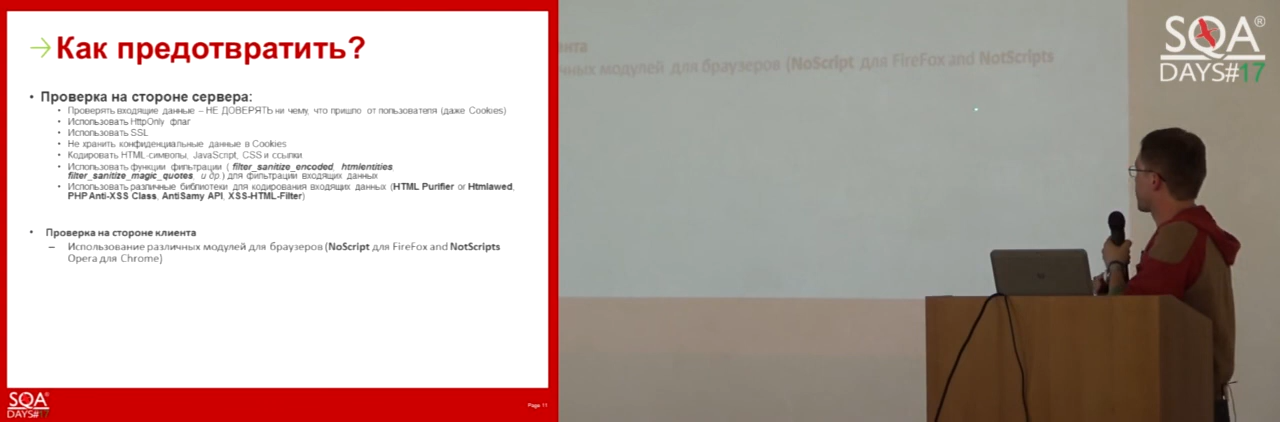 Как предотвратить?
Проверка на стороне сервера:
Проверять входящие данные – НЕ ДОВЕРЯТЬ ни чему, что пришло от пользователя (даже Cookies)
Использовать HttpOnly флаг
Использовать SSL
Не хранить конфиденциальные данные в Cookies
Кодировать HTML-символы, JavaScript, CSS и ссылки
Использовать функции фильтрации ( filter_sanitize_encoded, htmlentities,
filter_sanitize_magic_quotes, и др.) для фильтрации входящих данных
Использовать различные библиотеки для кодирования входящих данных (HTML Purifier or Htmlawed,
PHP Anti-XSS Class, AntiSamy API, XSS-HTML-Filter)
Проверка на стороне клиента
– Использование различных модулей для браузеров (NoScript для FireFox and NotScripts
Opera для Chrome)
SQA®
DAYS#17
Page 11
ента
чных модулей для браузеров (NoScript для FireFox and NotScripts
SQA®
DAYS#17